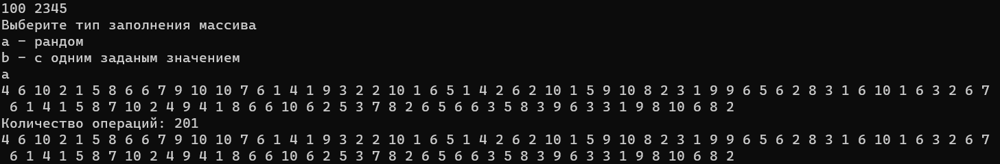 100 2345
Выберите тип заполнения массива
a - рандом
b - с одним заданым значением
a
4 6 10 2 1 5 8 6 6 7 9 10 10 7 6 1 4 1 9 3 2 2 10 1 6 5 1 4 2 6 2 10 1 5 9 10 8 2 3 1 9 9 6 5 6 2 8 3 1 6 10 1 6 3 2 6 7
6 1 4 1 5 8 7 10 2 4 9 4 1 8 6 6 10 6 2 5 3 7 8 2 6 5 6 6 3 5 8 3 9 6 3 3 1 9 8 10 6 8 2
Количество операций: 201
4 6 10 2 1 5 8 6 6 7 9 10 10 7 6 1 4 1 9 3 2 2 10 1 6 5 1 4 2 6 2 10 1 5 9 10 8 2 3 1 9 9 6 5 6 2 8 3 1 6 10 1 6 3 2 6 7
6 1 4 1 5 8 7 10 2 4 9 4 1 8 6 6 10 6 2 5 3 7 8 2 6 5 6 6 3 5 8 3 9 6 3 3 1 9 8 10 6 8 2